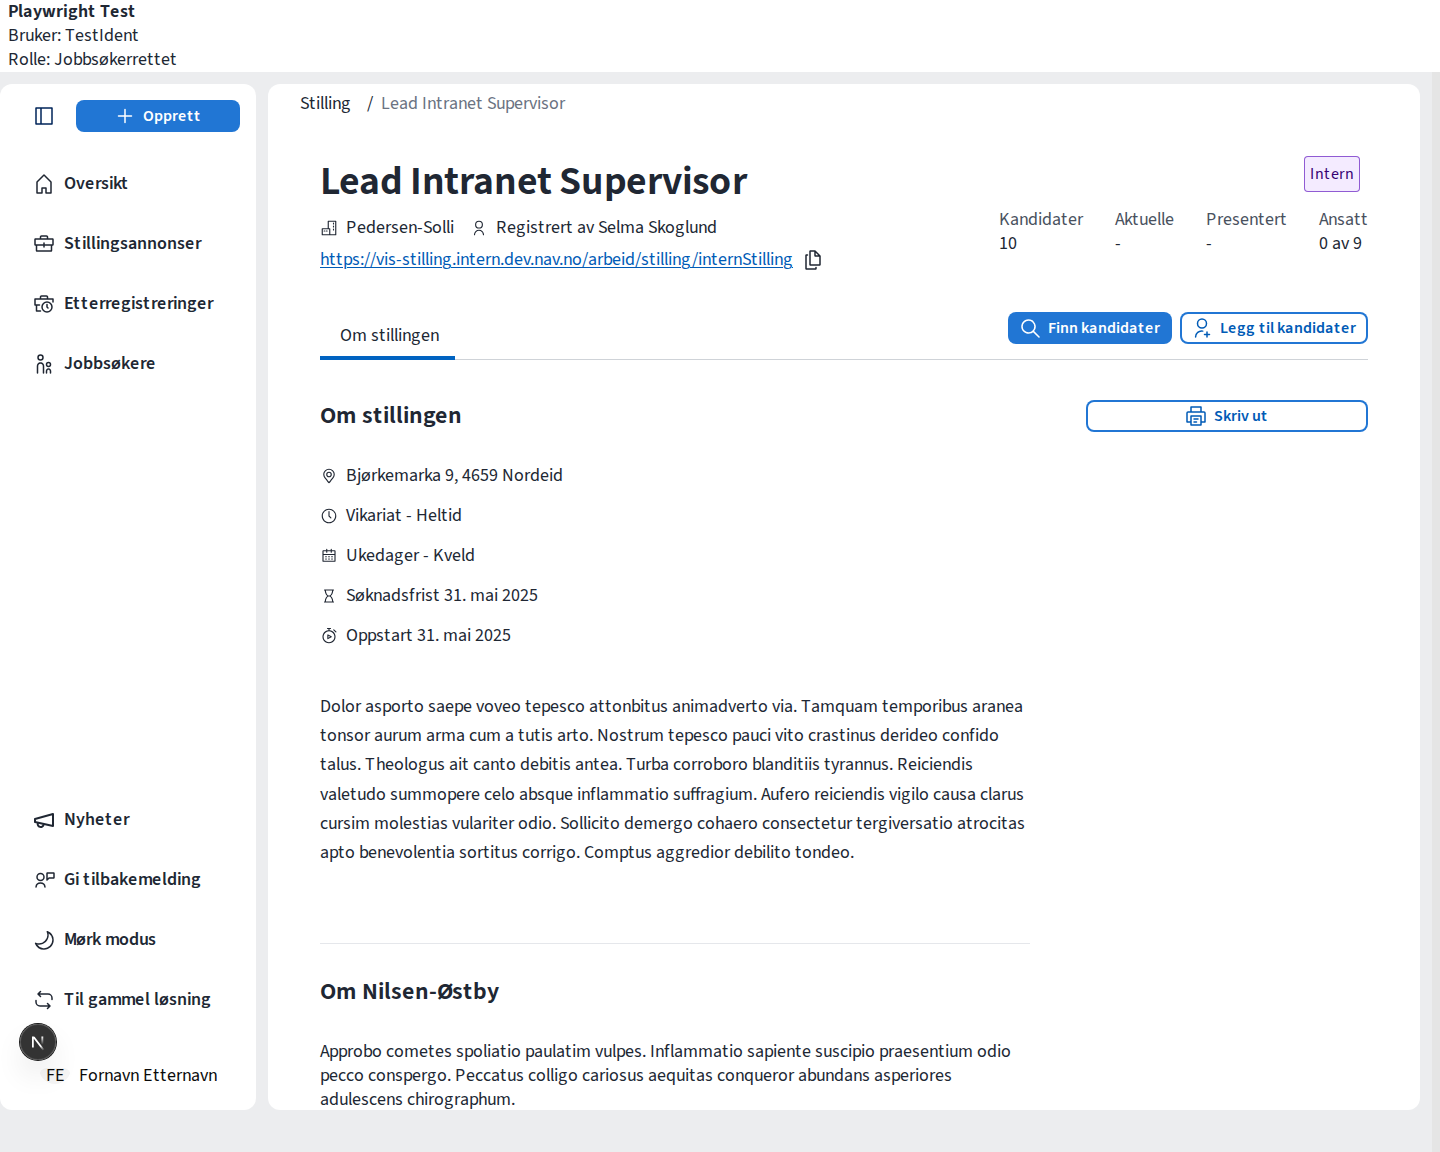 Playwright Test
Bruker: TestIdent
Rolle: Jobbsøkerrettet
Opprett
Oversikt
Stillingsannonser
Etterregistreringer
Jobbsøkere
Nyheter
Gi tilbakemelding
Mørk modus
Til gammel løsning
N
FE Fornavn Etternavn
Stilling / Lead Intranet Supervisor
Lead Intranet Supervisor
Intern
Pedersen-Solli Registrert av Selma Skoglund
https://vis-stilling.intern.dev.nav.no/arbeid/stilling/internStilling
Kandidater Aktuelle Presentert Ansatt
10 - - 0 av 9
Om stillingen
Finn kandidater Legg til kandidater
Om stillingen
Skriv ut
Bjørkemarka 9, 4659 Nordeid
Vikariat - Heltid
Ukedager - Kveld
Søknadsfrist 31. mai 2025
Oppstart 31. mai 2025
Dolor asporto saepe voveo tepesco attonbitus animadverto via. Tamquam temporibus aranea
tonsor aurum arma cum a tutis arto. Nostrum tepesco pauci vito crastinus derideo confido
talus. Theologus ait canto debitis antea. Turba corroboro blanditiis tyrannus. Reiciendis
valetudo summopere celo absque inflammatio suffragium. Aufero reiciendis vigilo causa clarus
cursim molestias vulariter odio. Sollicito demergo cohaero consectetur tergiversatio atrocitas
apto benevolentia sortitus corrigo. Comptus aggredior debilito tondeo.
Om Nilsen-Østby
Approbo cometes spoliatio paulatim vulpes. Inflammatio sapiente suscipio praesentium odio
pecco conspergo. Peccatus colligo cariosus aequitas conqueror abundans asperiores
adulescens chirographum.